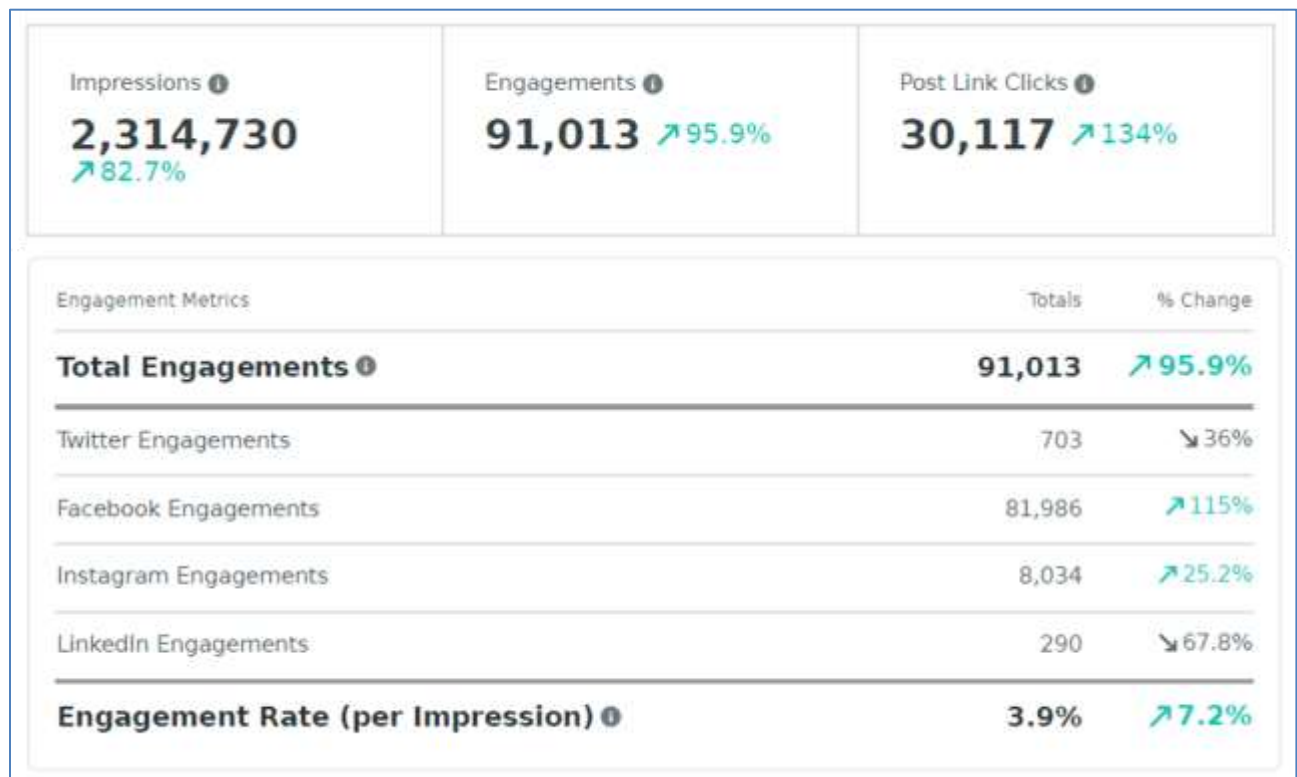 Impressions
2,314,730
↗82.7%
Engagements
91,013 ↗95.9%
Post Link Clicks
30,117 ↗134%
Engagement Metrics Totals % Change
Total Engagements 91,013 ↗95.9%
Twitter Engagements 703 ↘36%
Facebook Engagements 81,986 ↗115%
Instagram Engagements 8,034 ↗25.2%
LinkedIn Engagements 290 ↘67.8%
Engagement Rate (per Impression) 3.9% ↗7.2%